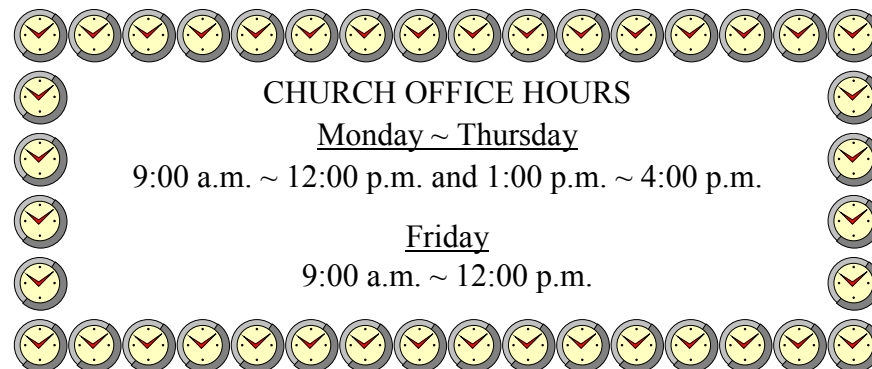 CHURCH OFFICE HOURS
Monday ~ Thursday
9:00 a.m. ~ 12:00 p.m. and 1:00 p.m. ~ 4:00 p.m.
Friday
9:00 a.m. ~ 12:00 p.m.